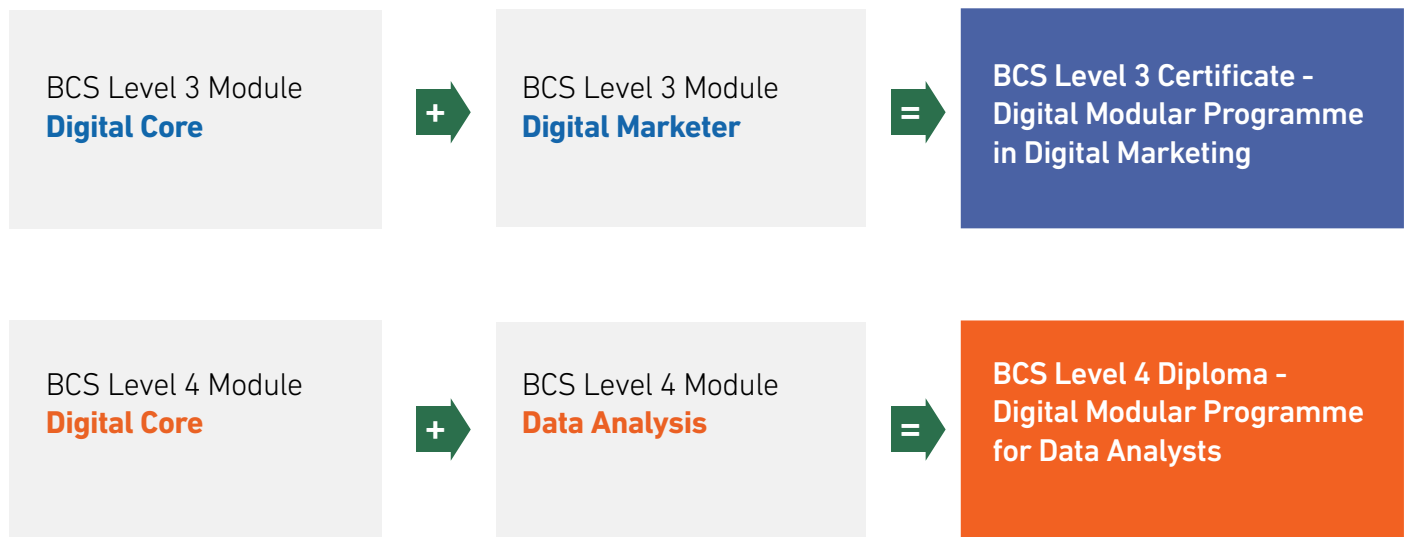 BCS Level 3 Module
Digital Core
+
BCS Level 3 Module
Digital Marketer
=
BCS Level 3 Certificate -
Digital Modular Programme
in Digital Marketing
BCS Level 4 Module
Digital Core
+
BCS Level 4 Module
Data Analysis
=
BCS Level 4 Diploma -
Digital Modular Programme
for Data Analysts